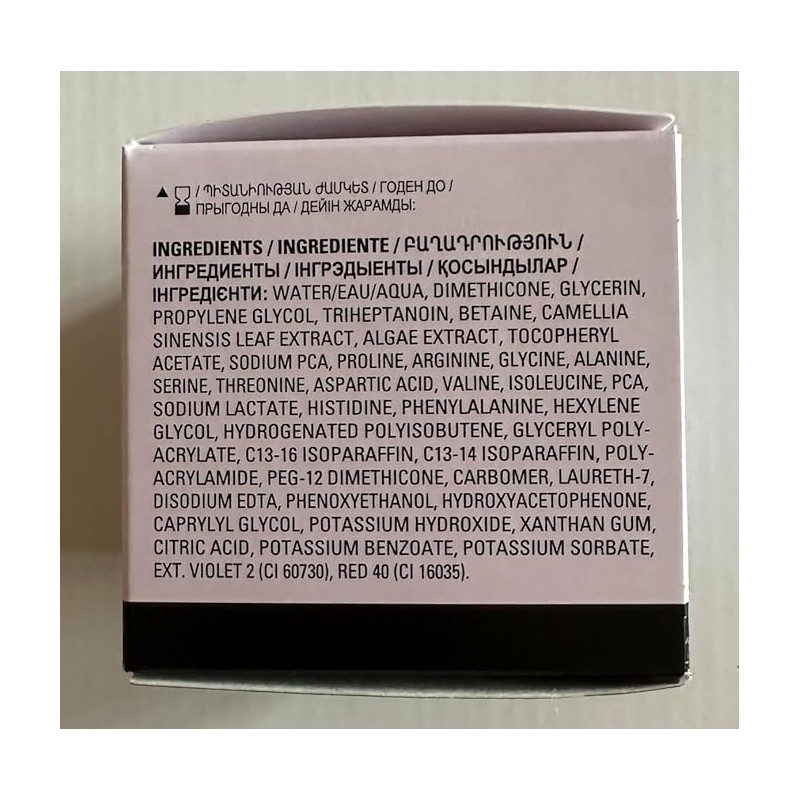 / ՊԻՏԱՆԻՈՒԹՅԱՆ ԺԱՄԿԵՏ / ГОДЕН ДО /
ПРЫГОДНЫ ДА / ДЕЙІН ЖАРАМДЫ:
INGREDIENTS / INGREDIENTE / ԲԱՂԱԴՐՈՒԹՅՈՒՆ /
ИНГРЕДИЕНТЫ / ІНГРЭДЫЕНТЫ / ҚОСЫНДЫЛАР /
ІНГРЕДІЄНТИ: WATER/EAU/AQUA, DIMETHICONE, GLYCERIN,
PROPYLENE GLYCOL, TRIHEPTANOIN, BETAINE, CAMELLIA
SINENSIS LEAF EXTRACT, ALGAE EXTRACT, TOCOPHERYL
ACETATE, SODIUM PCA, PROLINE, ARGININE, GLYCINE, ALANINE,
SERINE, THREONINE, ASPARTIC ACID, VALINE, ISOLEUCINE, PCA,
SODIUM LACTATE, HISTIDINE, PHENYLALANINE, HEXYLENE
GLYCOL, HYDROGENATED POLYISOBUTENE, GLYCERYL POLY-
ACRYLATE, C13-16 ISOPARAFFIN, C13-14 ISOPARAFFIN, POLY-
ACRYLAMIDE, PEG-12 DIMETHICONE, CARBOMER, LAURETH-7,
DISODIUM EDTA, PHENOXYETHANOL, HYDROXYACETOPHENONE,
CAPRYLYL GLYCOL, POTASSIUM HYDROXIDE, XANTHAN GUM,
CITRIC ACID, POTASSIUM BENZOATE, POTASSIUM SORBATE,
EXT. VIOLET 2 (CI 60730), RED 40 (CI 16035).